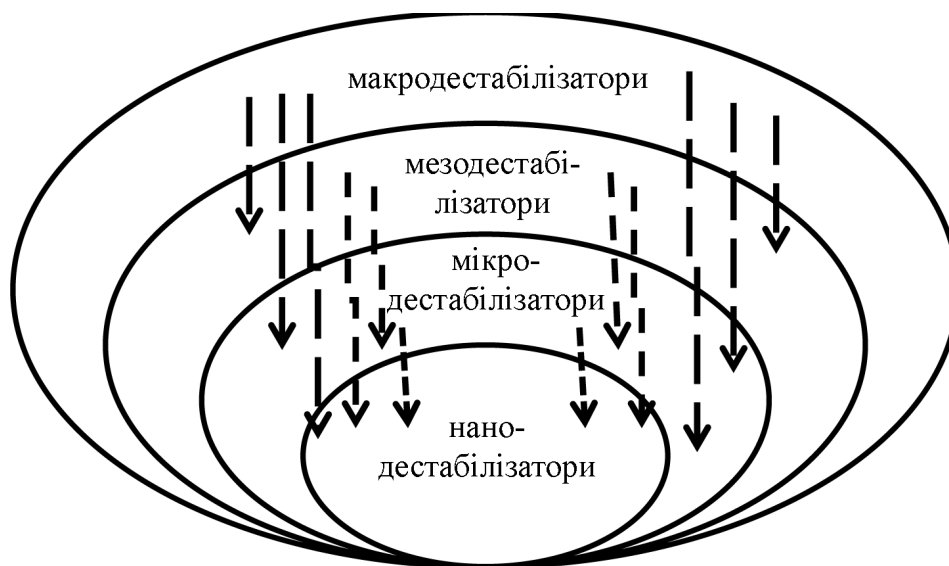 макродестабілізатори
мезодестабі-
лізатори
мікро-
дестабілізатори
нано-
дестабілізатори